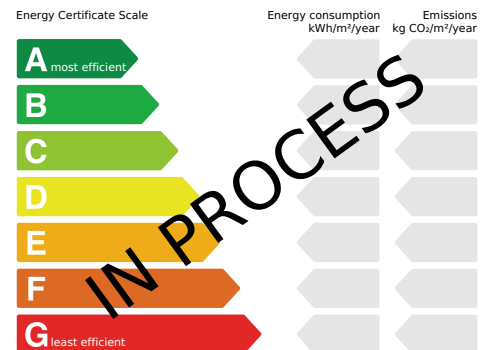 Energy Certificate Scale
Energy consumption
kWh/m²/year
Emissions
kg CO₂/m²/year
A most efficient
B
C
D
E
F
G least efficient
IN PROCESS